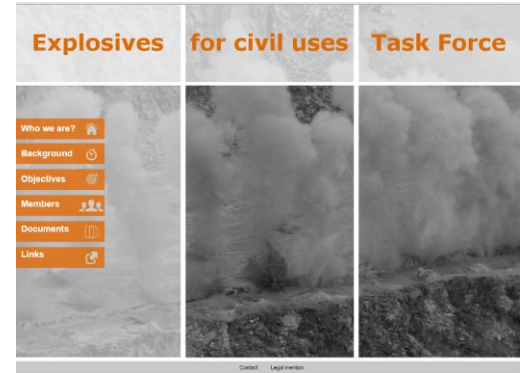 Explosives for civil uses Task Force
Who we are?
Background
Objectives
Members
Documents
Links
Contact Legal mention